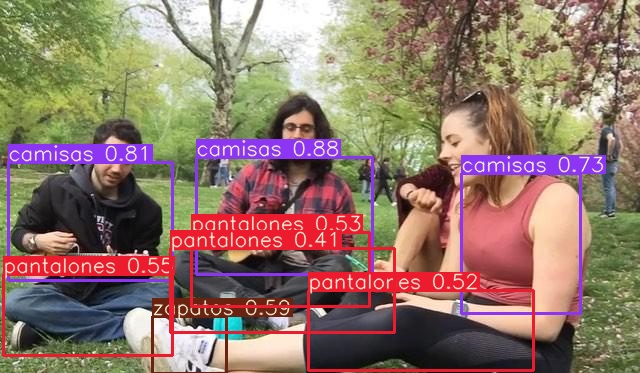 camisas 0.81
camisas 0.88
camisas 0.73
pantalones 0.53
pantalones 0.41
pantalones 0.55
pantalones 0.52
zapatos 0.59